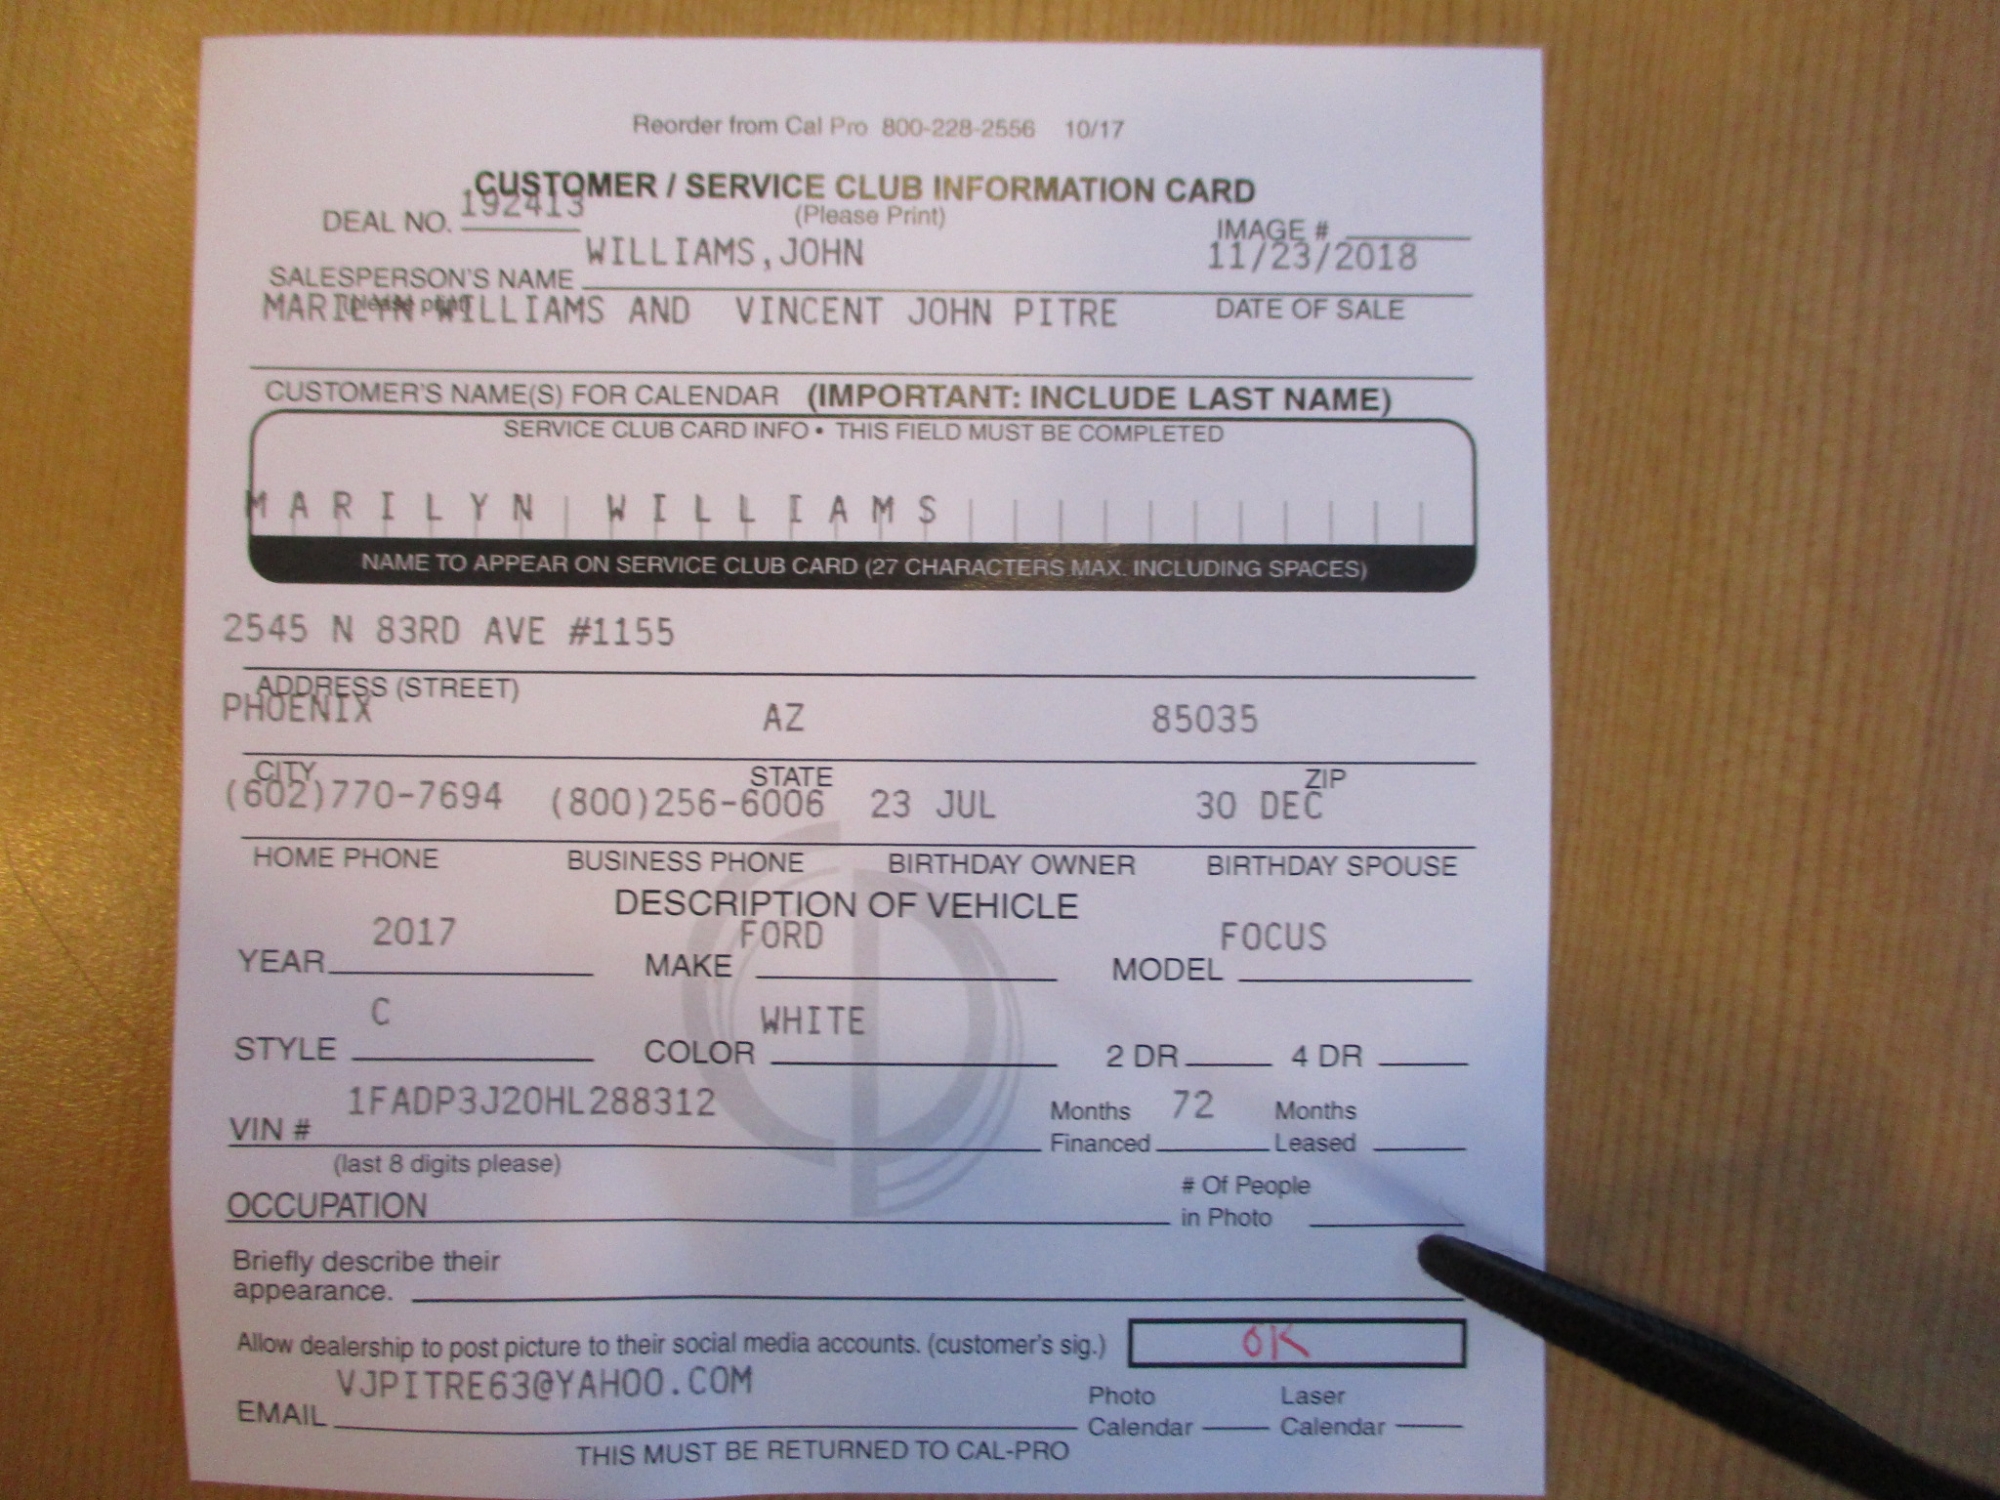 Reorder from Cal Pro 800-228-2556 10/17
CUSTOMER / SERVICE CLUB INFORMATION CARD
(Please Print)
DEAL NO. 192413
IMAGE #
WILLIAMS,JOHN 11/23/2018
SALESPERSON'S NAME
(please print)
DATE OF SALE
MARILYN WILLIAMS AND VINCENT JOHN PITRE
CUSTOMER'S NAME(S) FOR CALENDAR (IMPORTANT: INCLUDE LAST NAME)
SERVICE CLUB CARD INFO • THIS FIELD MUST BE COMPLETED
MARILYN WILLIAMS
NAME TO APPEAR ON SERVICE CLUB CARD (27 CHARACTERS MAX. INCLUDING SPACES)
2545 N 83RD AVE #1155
ADDRESS (STREET)
PHOENIX AZ 85035
CITY STATE ZIP
(602)770-7694 (800)256-6006 23 JUL 30 DEC
HOME PHONE BUSINESS PHONE BIRTHDAY OWNER BIRTHDAY SPOUSE
DESCRIPTION OF VEHICLE
YEAR 2017 MAKE FORD MODEL FOCUS
STYLE C COLOR WHITE 2 DR 4 DR
VIN # 1FADP3J20HL288312 Months Financed 72 Months Leased
(last 8 digits please)
OCCUPATION # Of People in Photo
Briefly describe their
appearance.
Allow dealership to post picture to their social media accounts. (customer's sig.) OK
EMAIL VJPITRE63@YAHOO.COM Photo Calendar Laser Calendar
THIS MUST BE RETURNED TO CAL-PRO